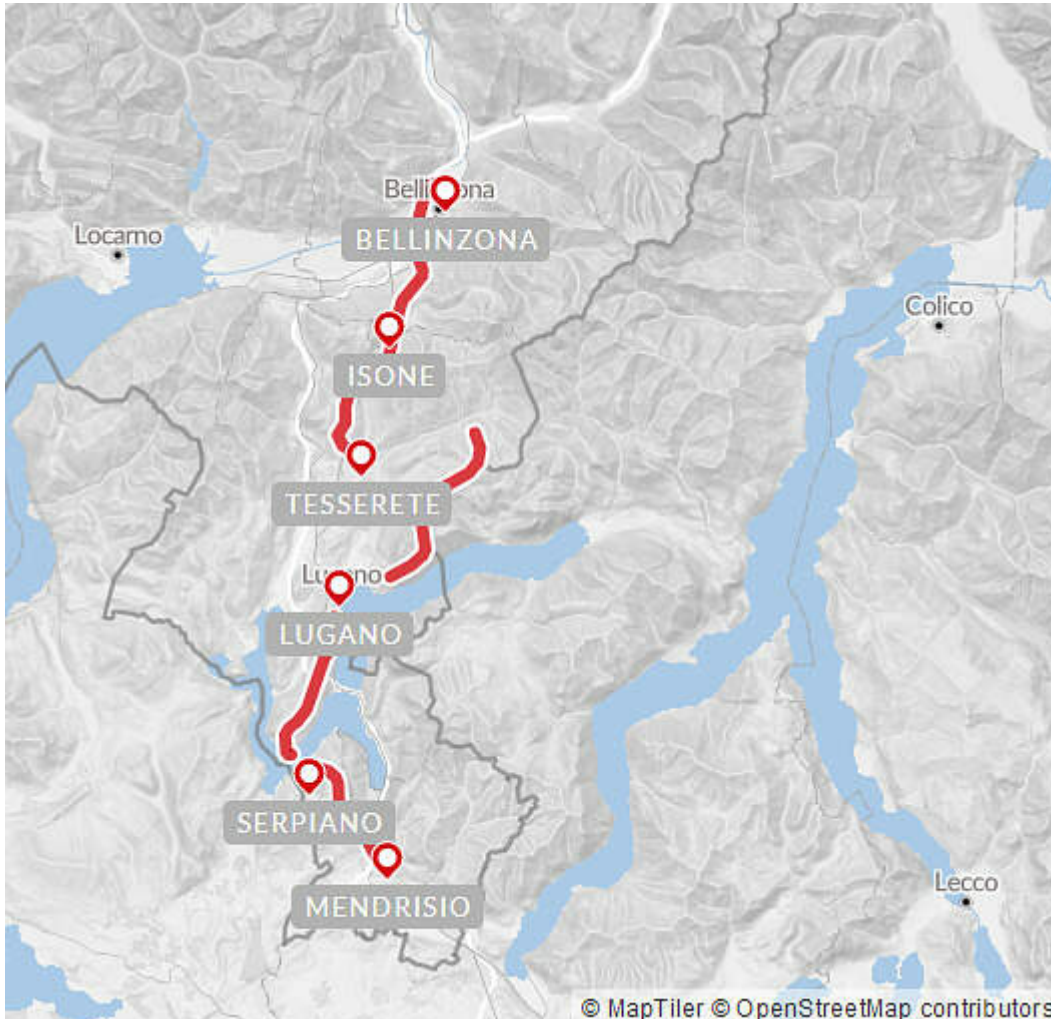 Bellinzona
Locarno
BELLINZONA
Colico
ISONE
TESSERETE
Lugano
LUGANO
SERPIANO
Lecco
MENDRISIO
© MapTiler © OpenStreetMap contributors